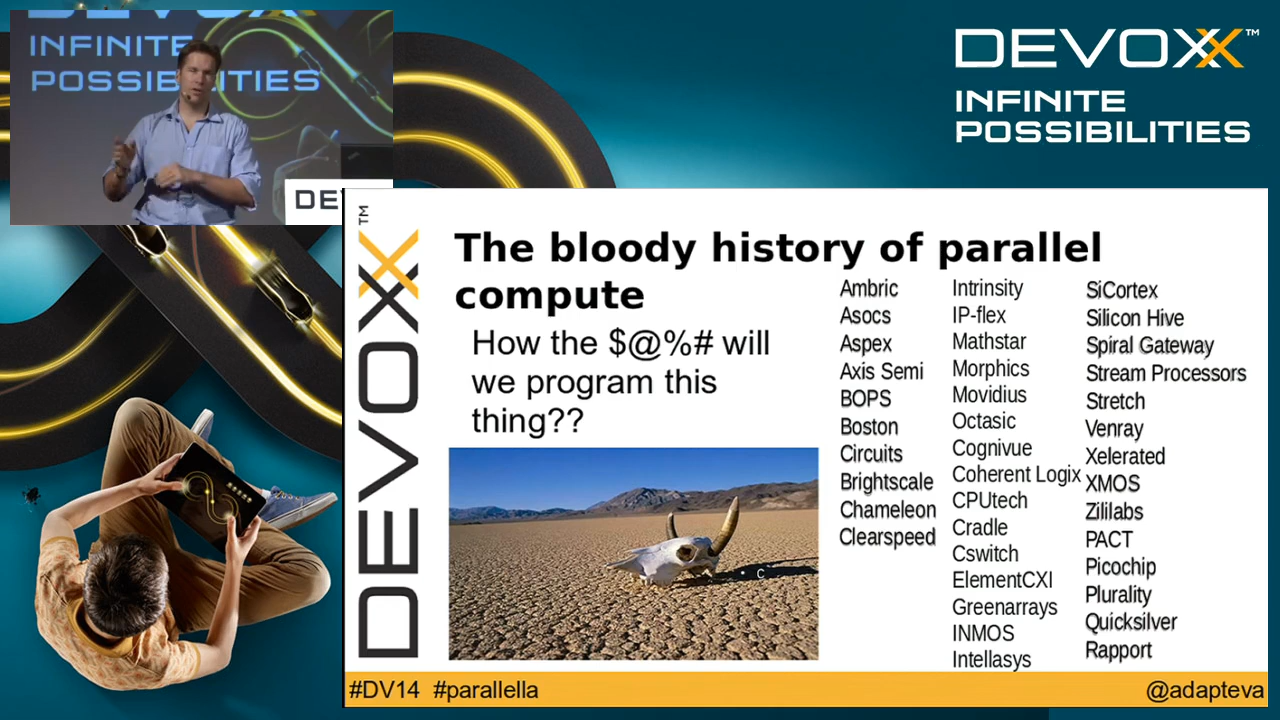 DEVOXX
INFINITE
POSSIBILITIES
DEVOXX™
INFINITE
POSSIBILITIES
DE
DEVOXX™
The bloody history of parallel
compute
How the $@%# will
we program this
thing??
Ambric
Asocs
Aspex
Axis Semi
BOPS
Boston
Circuits
Brightscale
Chameleon
Clearspeed
Intrinsity
IP-flex
Mathstar
Morphics
Movidius
Octasic
Cognivue
Coherent Logix
CPUtech
Cradle
Cswitch
ElementCXI
Greenarrays
INMOS
Intellasys
SiCortex
Silicon Hive
Spiral Gateway
Stream Processors
Stretch
Venray
Xelerated
XMOS
Zililabs
PACT
Picochip
Plurality
Quicksilver
Rapport
#DV14 #parallella
@adapteva